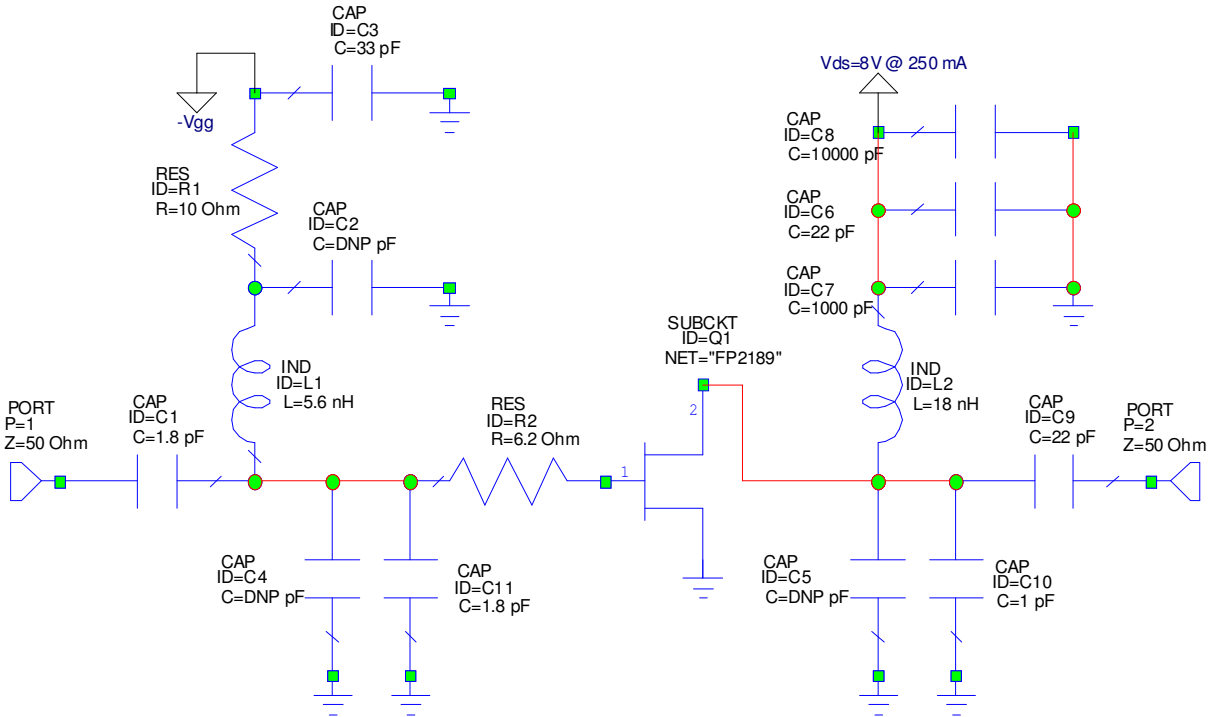 CAP
ID=C3
C=33 pF
-Vgg
RES
ID=R1
R=10 Ohm
CAP
ID=C2
C=DNP pF
IND
ID=L1
L=5.6 nH
PORT
P=1
Z=50 Ohm
CAP
ID=C1
C=1.8 pF
RES
ID=R2
R=6.2 Ohm
CAP
ID=C4
C=DNP pF
CAP
ID=C11
C=1.8 pF
SUBCKT
ID=Q1
NET="FP2189"
1
2
Vds=8V @ 250 mA
CAP
ID=C8
C=10000 pF
CAP
ID=C6
C=22 pF
CAP
ID=C7
C=1000 pF
IND
ID=L2
L=18 nH
CAP
ID=C9
C=22 pF
PORT
P=2
Z=50 Ohm
CAP
ID=C5
C=DNP pF
CAP
ID=C10
C=1 pF